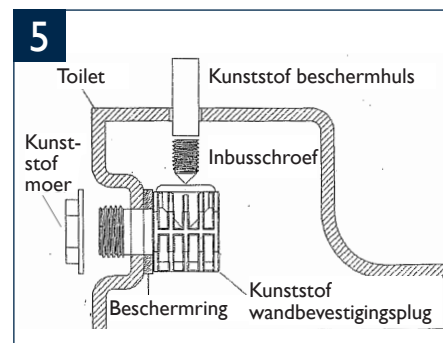 5
Toilet
Kunststof beschermhuls
Kunst-
stof
moer
Inbusschroef
Beschermring
Kunststof
wandbevestigingsplug